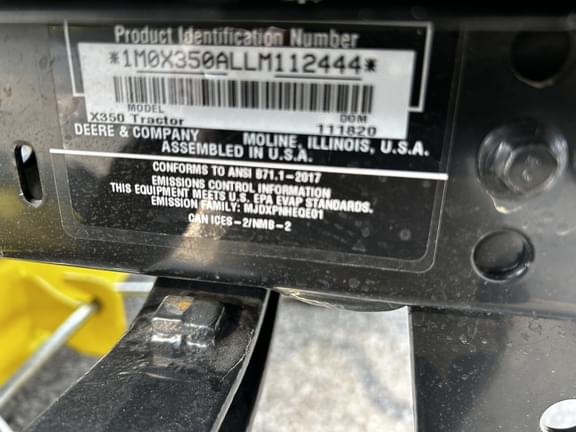 Product Identification Number
*1M0X350ALLM112444*
MODEL DOM
X350 Tractor 111820
DEERE & COMPANY MOLINE, ILLINOIS, U.S.A.
ASSEMBLED IN U.S.A.
CONFORMS TO ANSI B71.1-2017
EMISSIONS CONTROL INFORMATION
THIS EQUIPMENT MEETS U.S. EPA EVAP STANDARDS.
EMISSION FAMILY: MJDXPNHEQE01
CAN ICES-2/NMB-2